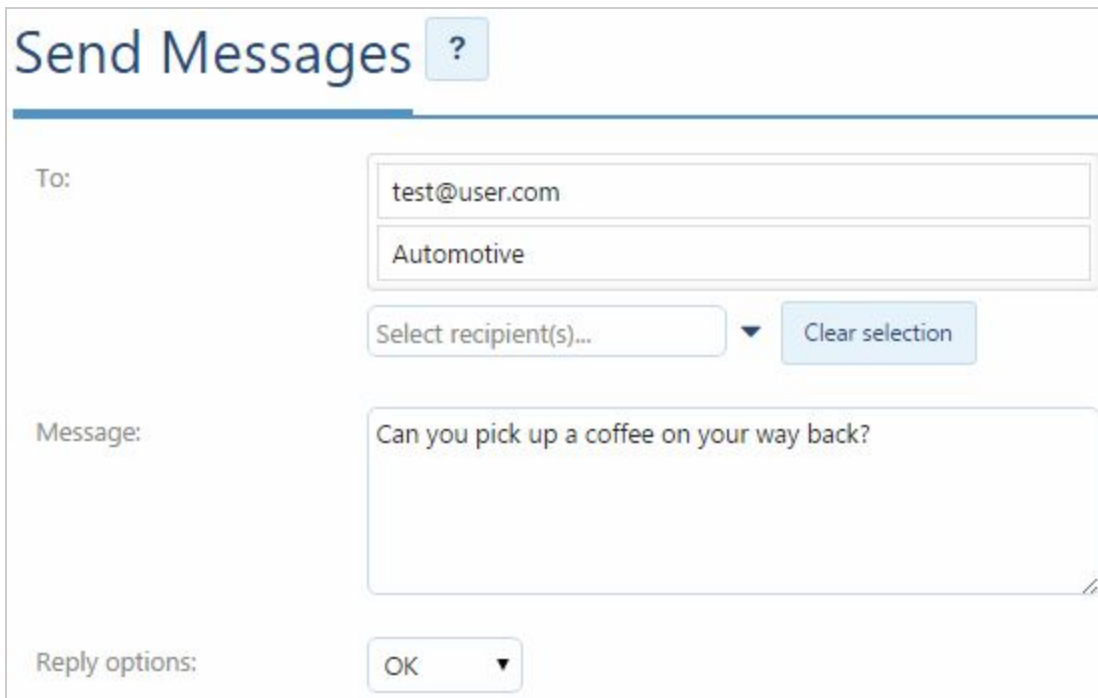 Send Messages ?
To:
test@user.com
Automotive
Select recipient(s)...
Clear selection
Message:
Can you pick up a coffee on your way back?
Reply options:
OK